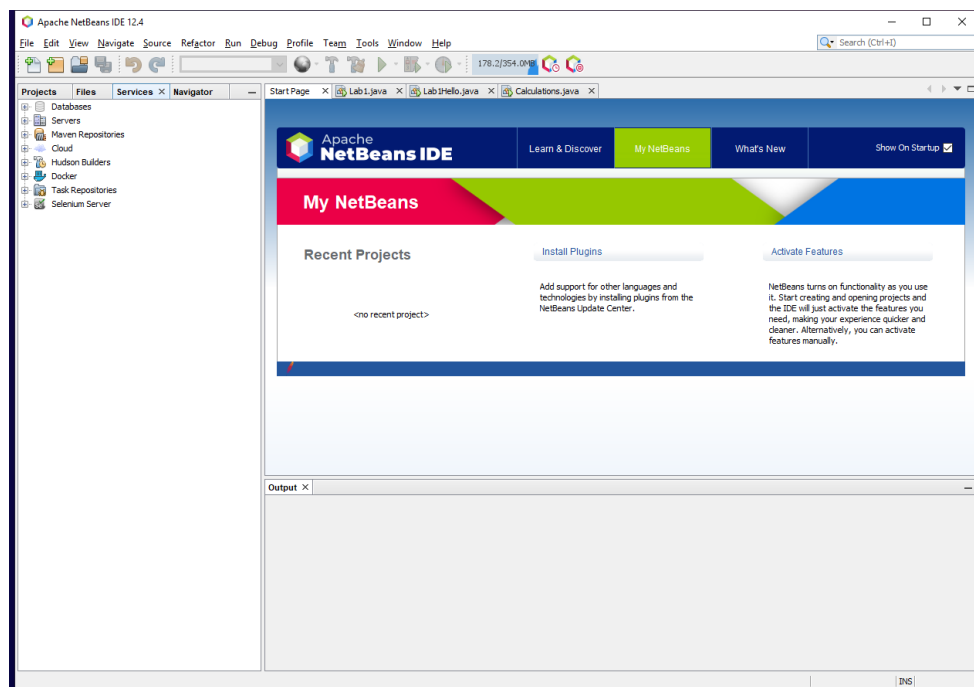 Apache NetBeans IDE 12.4
File Edit View Navigate Source Refactor Run Debug Profile Team Tools Window Help
Search (Ctrl+I)
178.2/354.0MB
Projects Files Services Navigator
Databases
Servers
Maven Repositories
Cloud
Hudson Builders
Docker
Task Repositories
Selenium Server
Start Page Lab1.java Lab1Hello.java Calculations.java
Apache
NetBeans IDE
Learn & Discover My NetBeans What's New Show On Startup
My NetBeans
Recent Projects
<no recent project>
Install Plugins
Add support for other languages and
technologies by installing plugins from the
NetBeans Update Center.
Activate Features
NetBeans turns on functionality as you use
it. Start creating and opening projects and
the IDE will just activate the features you
need, making your experience quicker and
cleaner. Alternatively, you can activate
features manually.
Output
INS